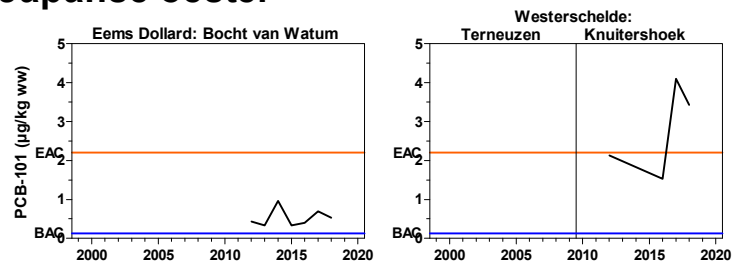 Eems Dollard: Bocht van Watum
PCB-101 (µg/kg ww)
5
4
3
EAC
2
1
BAC
0
2000 2005 2010 2015 2020
Westerschelde:
Terneuzen Knuitershoek
5
4
3
EAC
2
1
BAC
0
2000 2005 2010 2015 2020